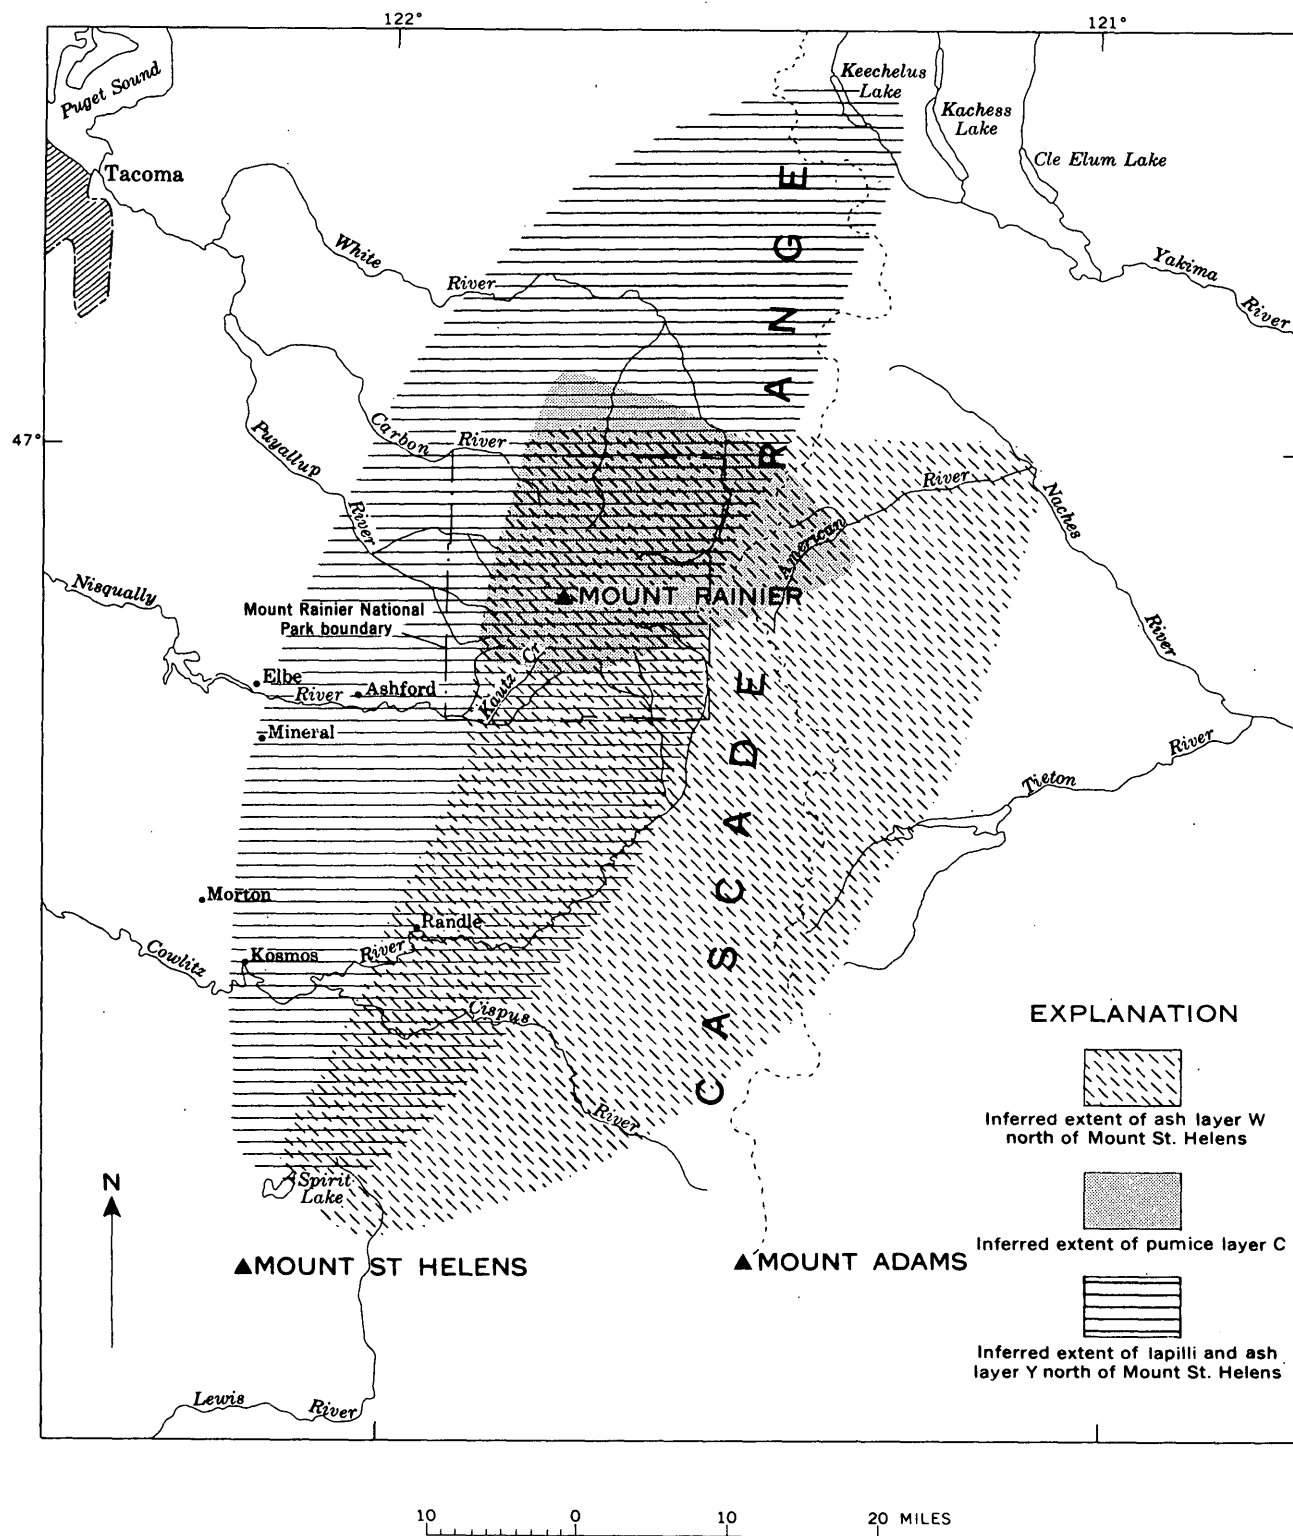 122°
121°
Puget Sound
Keechelus
Lake
Kachess
Lake
Cle Elum Lake
Tacoma
White
River
Yakima
River
47°
Carbon River
Puyallup
River
American River
Naches
River
Nisqually
River
MOUNT RAINIER
Mount Rainier National
Park boundary
Kautz Cr
Elbe
Ashford
Mineral
Tieton
River
Morton
Randle
Cowlitz
River
Kosmos
Cispus
River
CASCADE RANGE
Spirit
Lake
N
MOUNT ST HELENS
MOUNT ADAMS
Lewis River
EXPLANATION
Inferred extent of ash layer W
north of Mount St. Helens
Inferred extent of pumice layer C
Inferred extent of lapilli and ash
layer Y north of Mount St. Helens
10 0 10 20 MILES